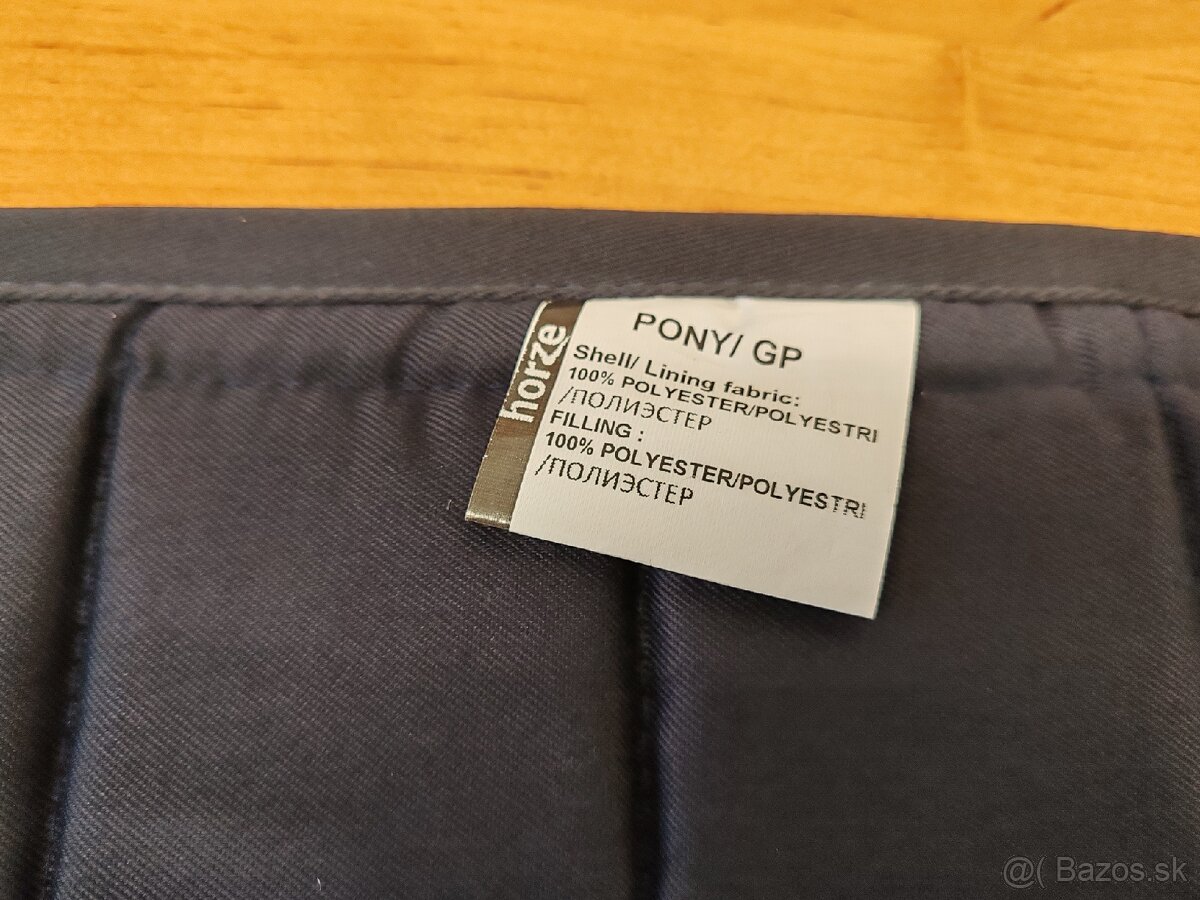 horze
PONY/ GP
Shell/ Lining fabric:
100% POLYESTER/POLYESTRI
/ПОЛИЭСТЕР
FILLING :
100% POLYESTER/POLYESTRI
/ПОЛИЭСТЕР
@( Bazos.sk